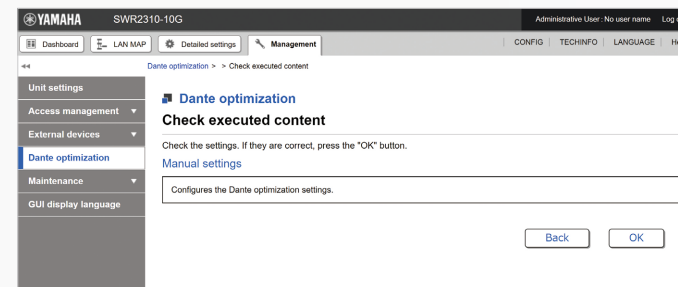 YAMAHA SWR2310-10G Administrative User : No user name
Dashboard LAN MAP Detailed settings Management CONFIG TECHINFO LANGUAGE
Dante optimization > > Check executed content
Unit settings
Access management
External devices
Dante optimization
Maintenance
GUI display language
Dante optimization
Check executed content
Check the settings. If they are correct, press the "OK" button.
Manual settings
Configures the Dante optimization settings.
Back OK